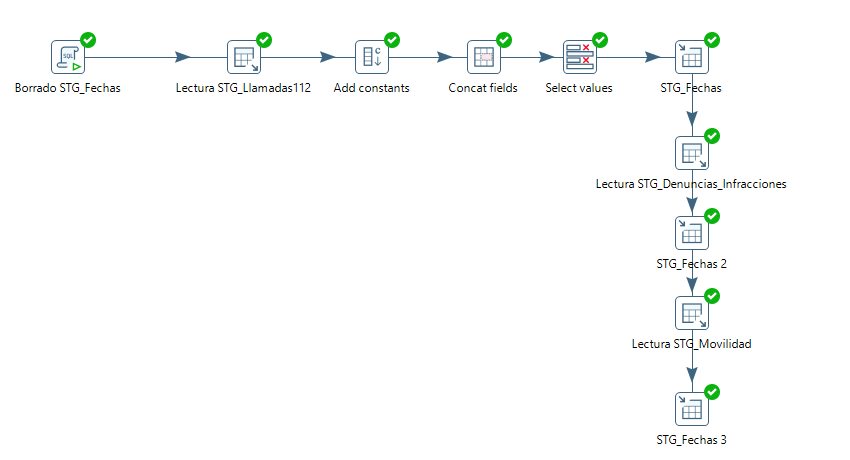 Borrado STG_Fechas
Lectura STG_Llamadas112
Add constants
Concat fields
Select values
STG_Fechas
Lectura STG_Denuncias_Infracciones
STG_Fechas 2
Lectura STG_Movilidad
STG_Fechas 3